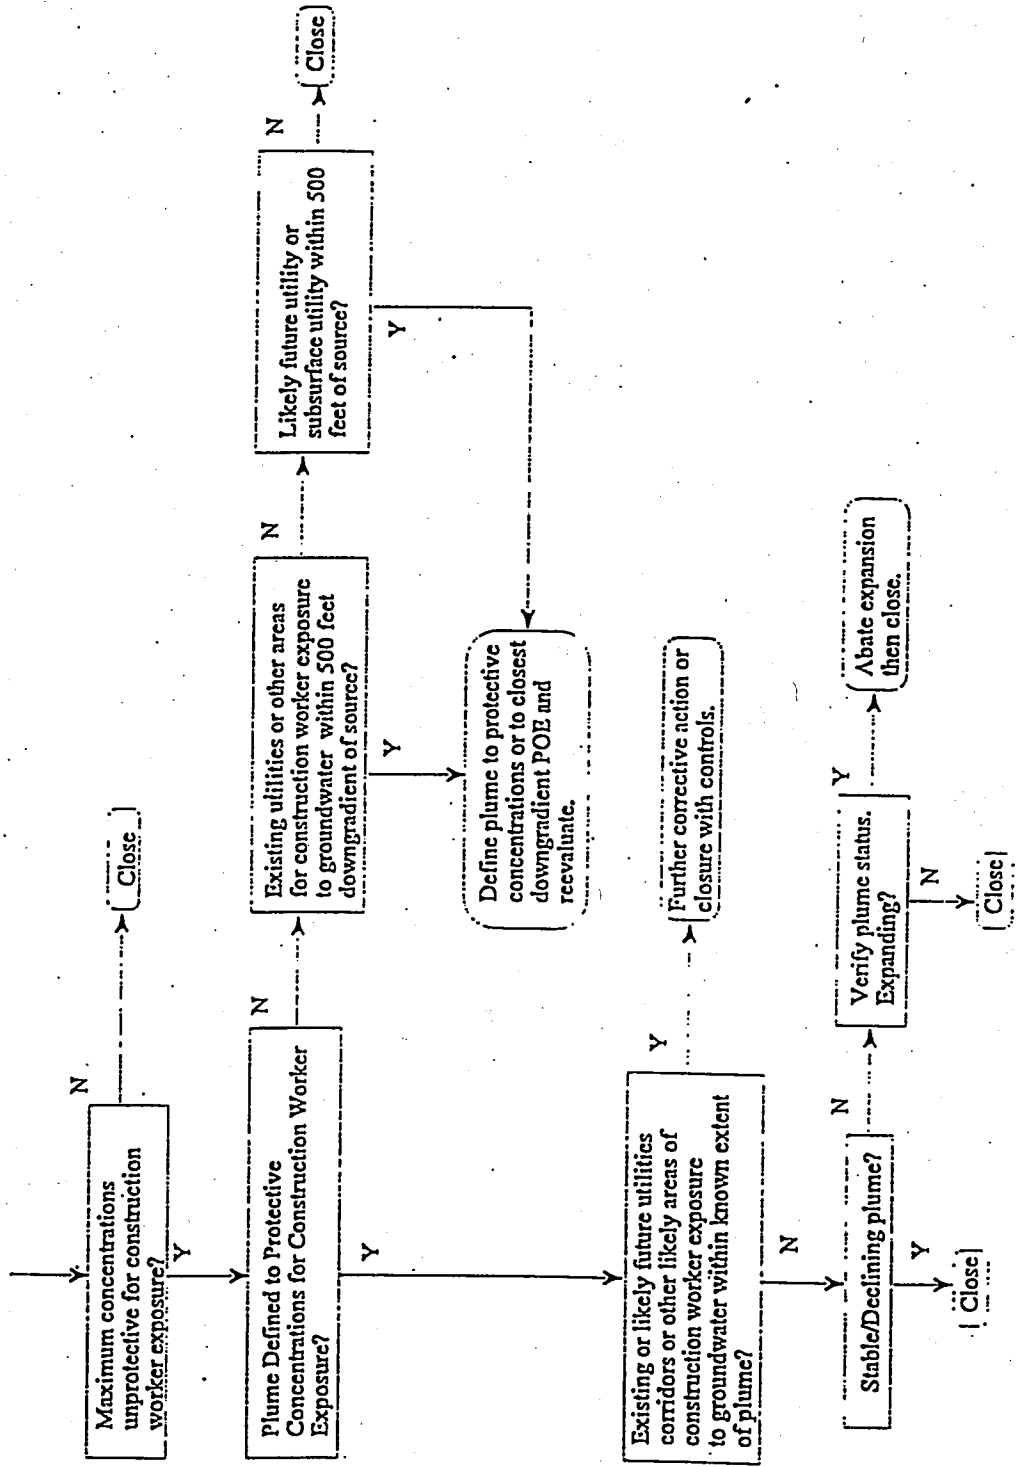 Maximum concentrations
unprotective for construction
worker exposure?
N
Close
Y
Plume Defined to Protective
Concentrations for Construction Worker
Exposure?
N
Existing utilities or other areas
for construction worker exposure
to groundwater within 500 feet
downgradient of source?
N
Likely future utility or
subsurface utility within 500
feet of source?
N
Close
Y
Y
Define plume to protective
concentrations or to closest
downgradient POE and
reevaluate.
Y
Existing or likely future utilities
corridors or other likely areas of
construction worker exposure
to groundwater within known extent
of plume?
Y
Further corrective action or
closure with controls.
N
Stable/Declining plume?
N
Verify plume status.
Expanding?
Y
Abate expansion
then close.
N
Close
Y
Close